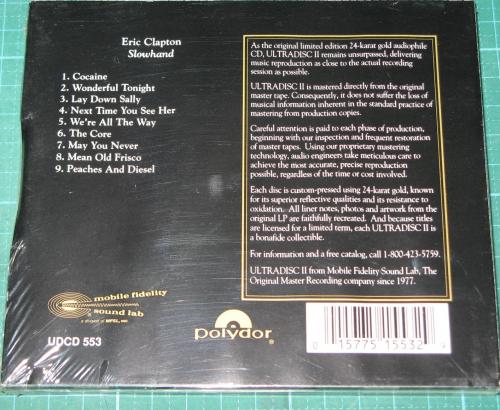 Eric Clapton
Slowhand
1. Cocaine
2. Wonderful Tonight
3. Lay Down Sally
4. Next Time You See Her
5. We're All The Way
6. The Core
7. May You Never
8. Mean Old Frisco
9. Peaches And Diesel
As the original limited edition 24-karat gold audiophile
CD, ULTRADISC II remains unsurpassed, delivering
music reproduction as close to the actual recording
session as possible.
ULTRADISC II is mastered directly from the original
master tape. Consequently, it does not suffer the loss of
musical information inherent in the standard practice of
mastering from production copies.
Careful attention is paid to each phase of production,
beginning with our inspection and frequent restoration
of master tapes. Using our proprietary mastering
technology, audio engineers take meticulous care to
achieve the most accurate, precise reproduction
possible, regardless of the time or cost involved.
Each disc is custom-pressed using 24-karat gold, known
for its superior reflective qualities and its resistance to
oxidation. All liner notes, photos and artwork from the
original LP are faithfully recreated. And because titles
are licensed for a limited term, each ULTRADISC II is
a bonafide collectible.
For information and a free catalog, call 1-800-423-5759.
ULTRADISC II from Mobile Fidelity Sound Lab, The
Original Master Recording company since 1977.
mobile fidelity
sound lab
a division of MFSL, INC.
UDCD 553
polydor®
0 15775 15532 9